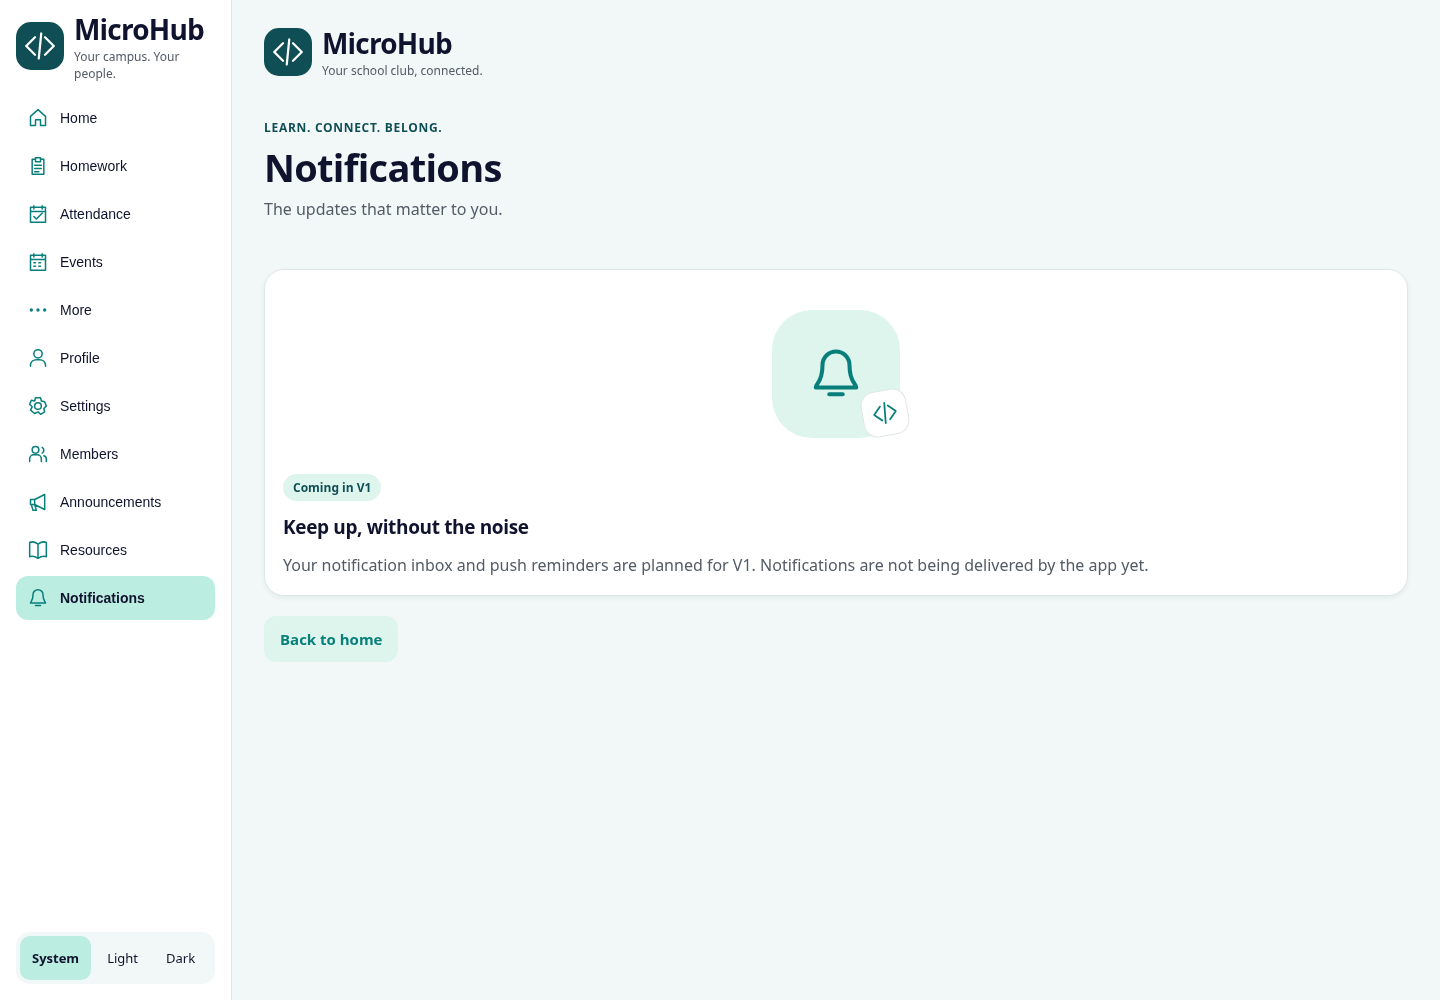 MicroHub
Your campus. Your
people.
Home
Homework
Attendance
Events
More
Profile
Settings
Members
Announcements
Resources
Notifications
System Light Dark
MicroHub
Your school club, connected.
LEARN. CONNECT. BELONG.
Notifications
The updates that matter to you.
Coming in V1
Keep up, without the noise
Your notification inbox and push reminders are planned for V1. Notifications are not being delivered by the app yet.
Back to home